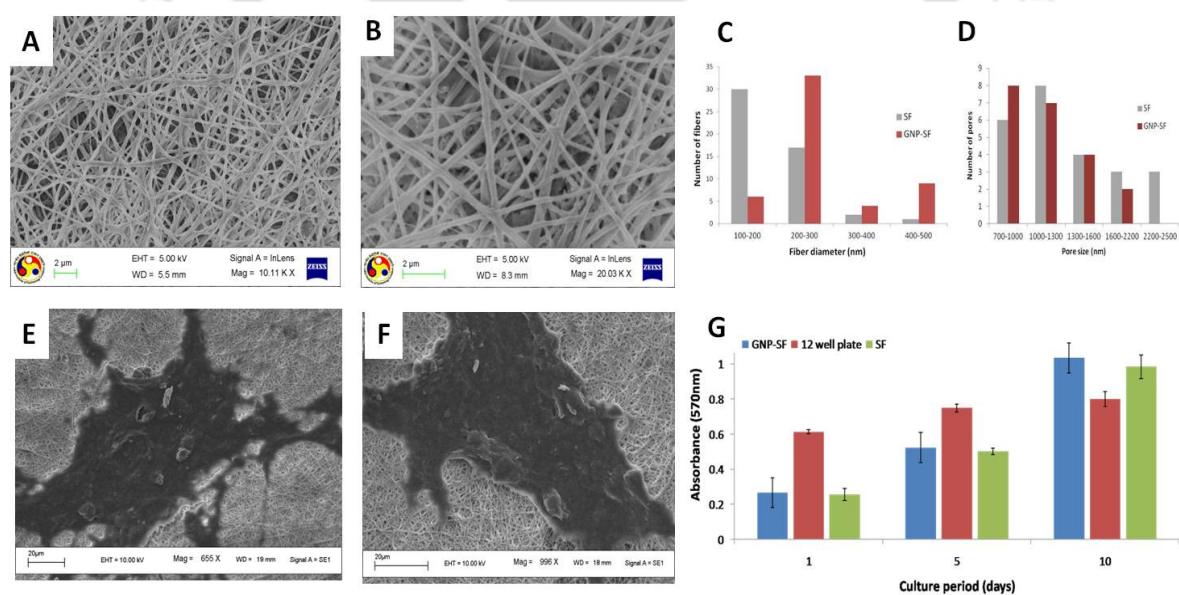 A
2 µm
EHT = 5.00 kV
WD = 5.5 mm
Signal A = InLens
Mag = 10.11 K X
ZEISS
B
2 µm
EHT = 5.00 kV
WD = 8.3 mm
Signal A = InLens
Mag = 20.03 K X
ZEISS
C
Number of fibers
35
30
25
20
15
10
5
0
SF
GNP-SF
100-200
200-300
300-400
400-500
Fiber diameter (nm)
D
Number of pores
9
8
7
6
5
4
3
2
1
0
SF
GNP-SF
700-1000
1000-1300
1300-1600
1600-2200
2200-2500
Pore size (nm)
E
20µm
EHT = 10.00 kV
Mag = 655 X
WD = 19 mm
Signal A = SE1
F
20µm
EHT = 10.00 kV
Mag = 996 X
WD = 18 mm
Signal A = SE1
G
GNP-SF
12 well plate
SF
Absorbance (570nm)
1
0.8
0.6
0.4
0.2
0
1
5
10
Culture period (days)